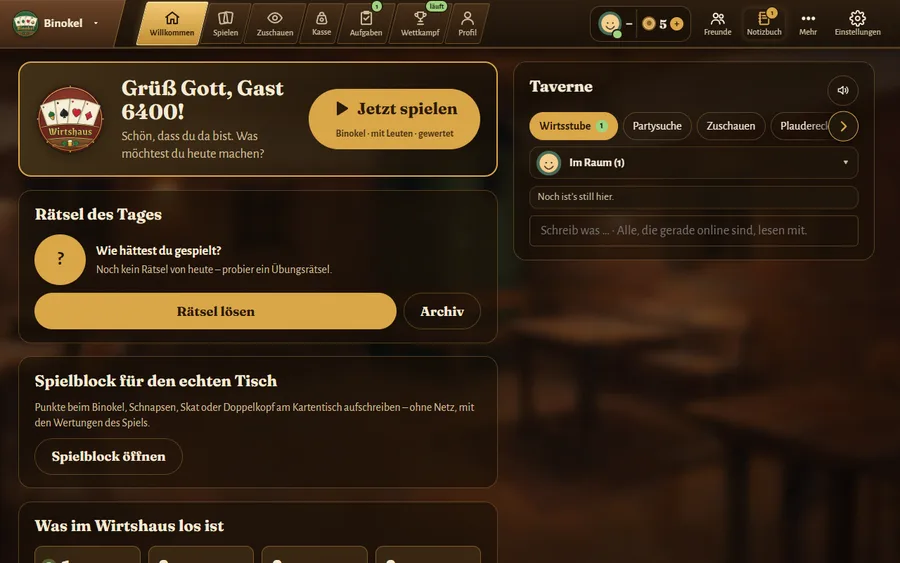 Binokel
Willkommen
Spielen
Zuschauen
Kasse
1
Aufgaben
läuft
Wettkampf
Profil
–
5
+
Freunde
1
Notizbuch
Mehr
Einstellungen
Wirtshaus
Grüß Gott, Gast
6400!
Schön, dass du da bist. Was
möchtest du heute machen?
Jetzt spielen
Binokel · mit Leuten · gewertet
Rätsel des Tages
?
Wie hättest du gespielt?
Noch kein Rätsel von heute – probier ein Übungsrätsel.
Rätsel lösen
Archiv
Spielblock für den echten Tisch
Punkte beim Binokel, Schnapsen, Skat oder Doppelkopf am Kartentisch aufschreiben – ohne Netz, mit
den Wertungen des Spiels.
Spielblock öffnen
Was im Wirtshaus los ist
Taverne
Wirtsstube 1
Partysuche
Zuschauen
Plauderec
Im Raum (1)
Noch ist's still hier.
Schreib was ... · Alle, die gerade online sind, lesen mit.